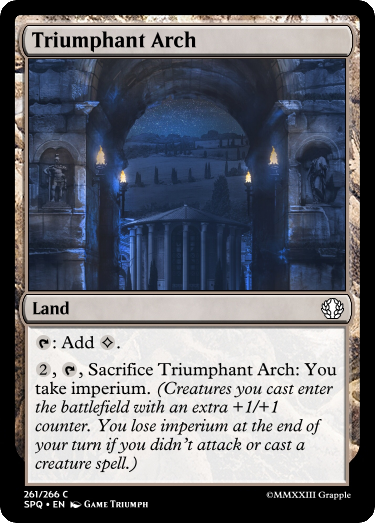 Triumphant Arch
Land
: Add .
2, , Sacrifice Triumphant Arch: You
take imperium. (Creatures you cast enter
the battlefield with an extra +1/+1
counter. You lose imperium at the end of
your turn if you didn't attack or cast a
creature spell.)
261/266 C
SPQ • EN Game Triumph
©MMXXIII Grapple